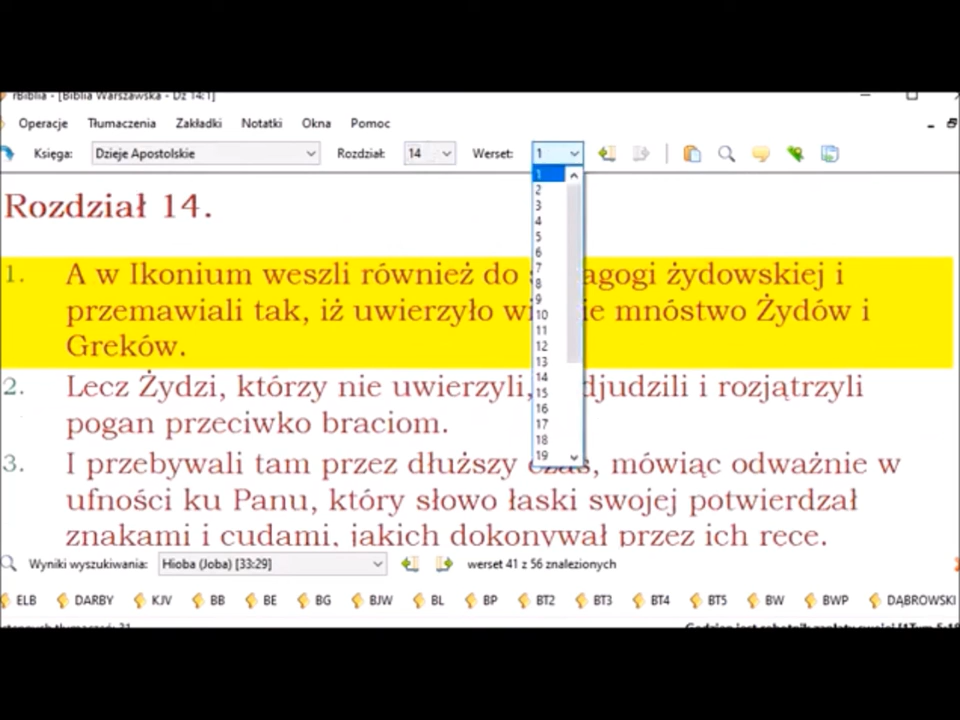 rBiblia - [Biblia Warszawska - Dz 14:1]
Operacje Tłumaczenia Zakładki Notatki Okna Pomoc
Księga: Dzieje Apostolskie Rozdział: 14 Werset: 1
Rozdział 14.
1. A w Ikonium weszli również do agogi żydowskiej i
przemawiali tak, iż uwierzyło wi ie mnóstwo Żydów i
Greków.
2. Lecz Żydzi, którzy nie uwierzyli, djudzili i rozjątrzyli
pogan przeciwko braciom.
3. I przebywali tam przez dłuższy czas, mówiąc odważnie w
ufności ku Panu, który słowo łaski swojej potwierdzał
znakami i cudami, jakich dokonywał przez ich ręce.
1
2
3
4
5
6
7
8
9
10
11
12
13
14
15
16
17
18
19
Wyniki wyszukiwania: Hioba (Joba) [33:29] werset 41 z 56 znalezionych
ELB DARBY KJV BB BE BG BJW BL BP BT2 BT3 BT4 BT5 BW BWP DĄBROWSKI